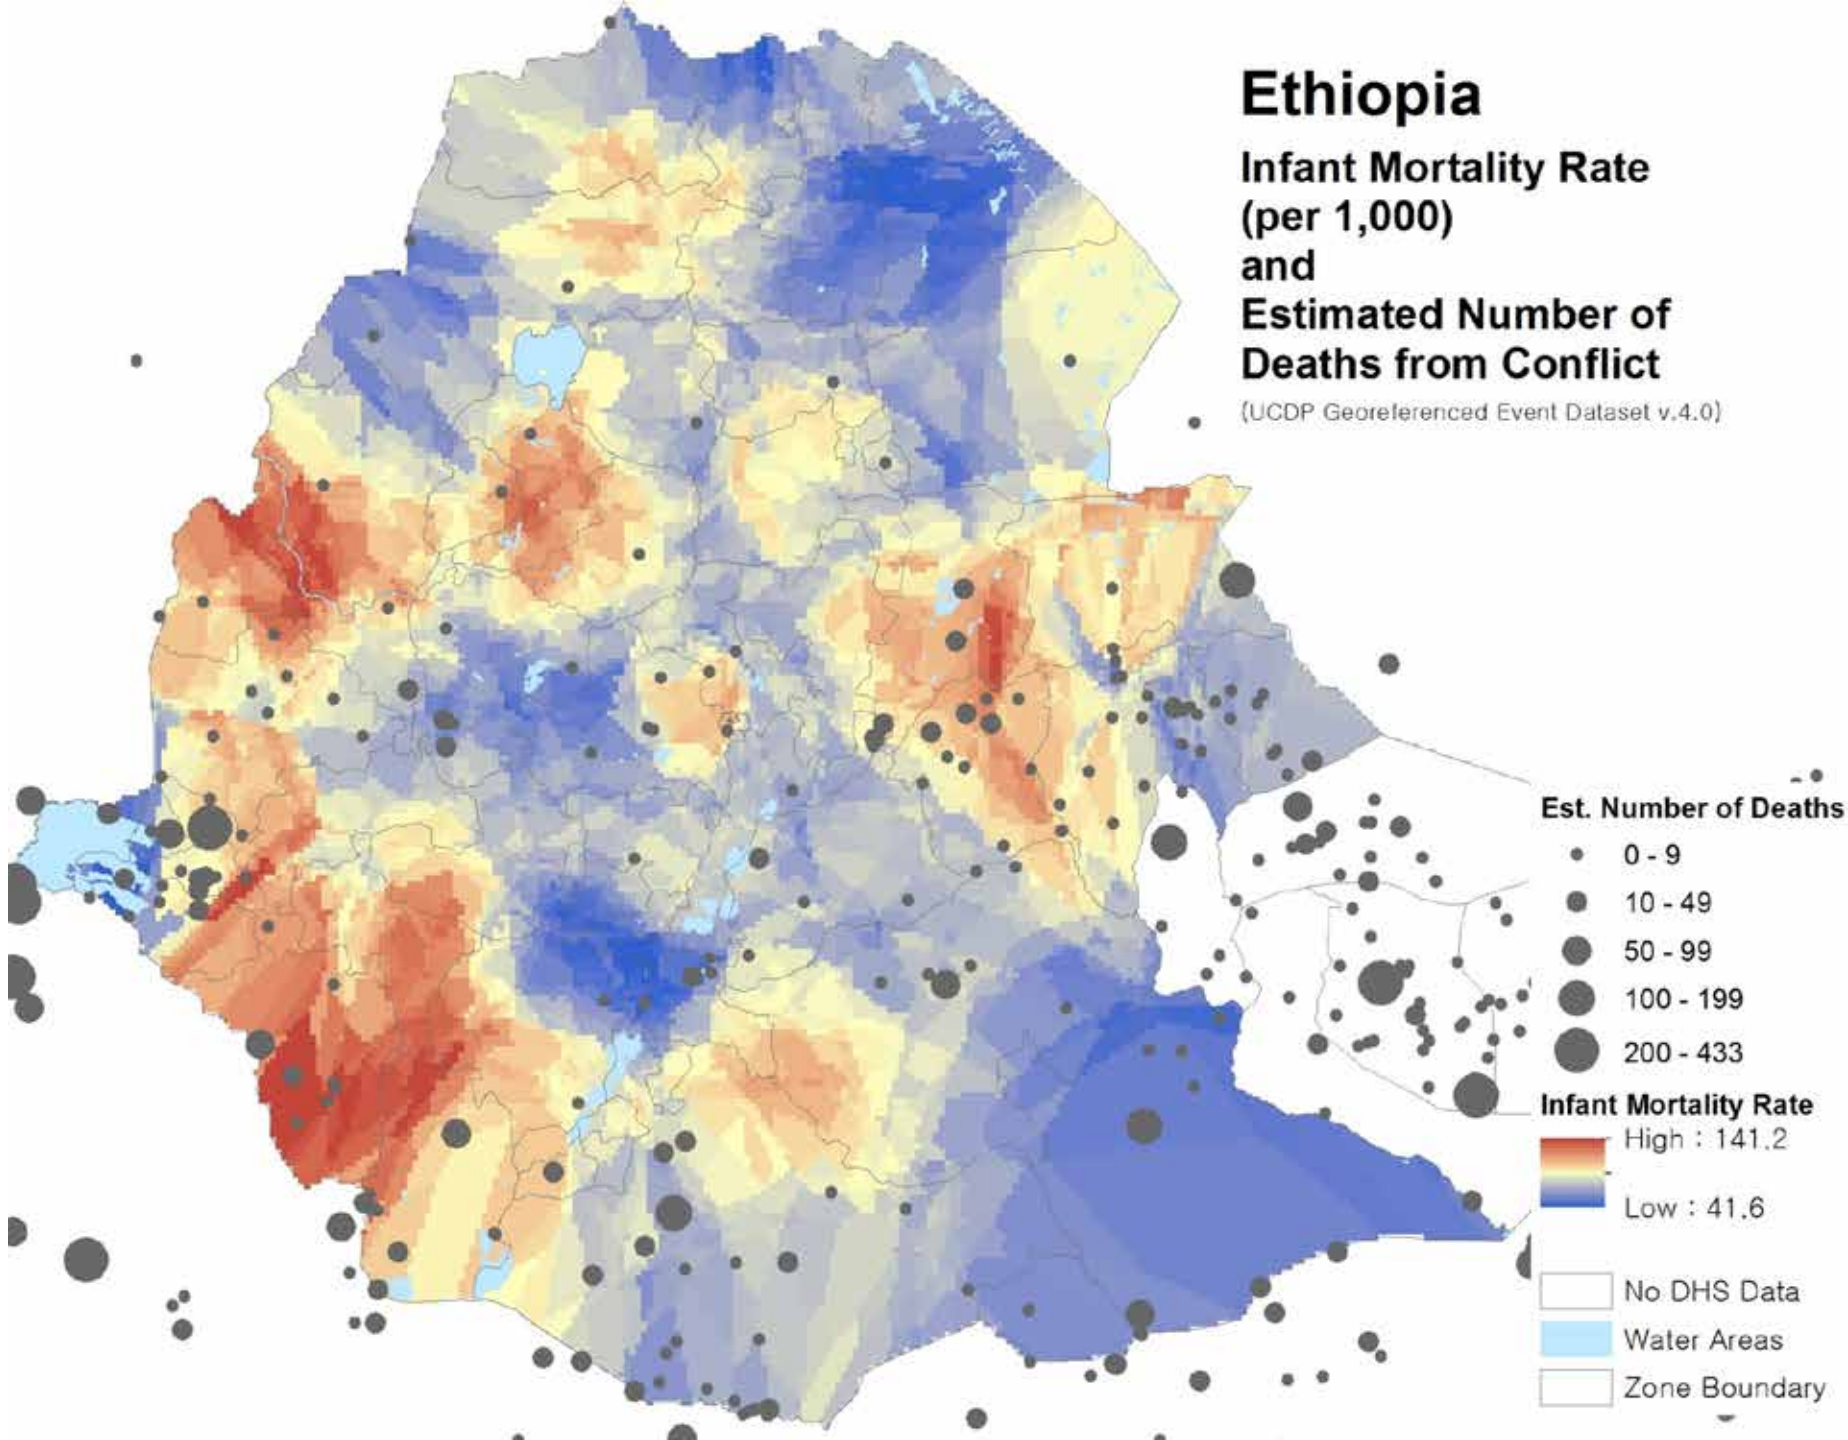 Ethiopia
Infant Mortality Rate
(per 1,000)
and
Estimated Number of
Deaths from Conflict
(UCDP Georeferenced Event Dataset v.4.0)
Est. Number of Deaths
0 - 9
10 - 49
50 - 99
100 - 199
200 - 433
Infant Mortality Rate
High : 141.2
Low : 41.6
No DHS Data
Water Areas
Zone Boundary